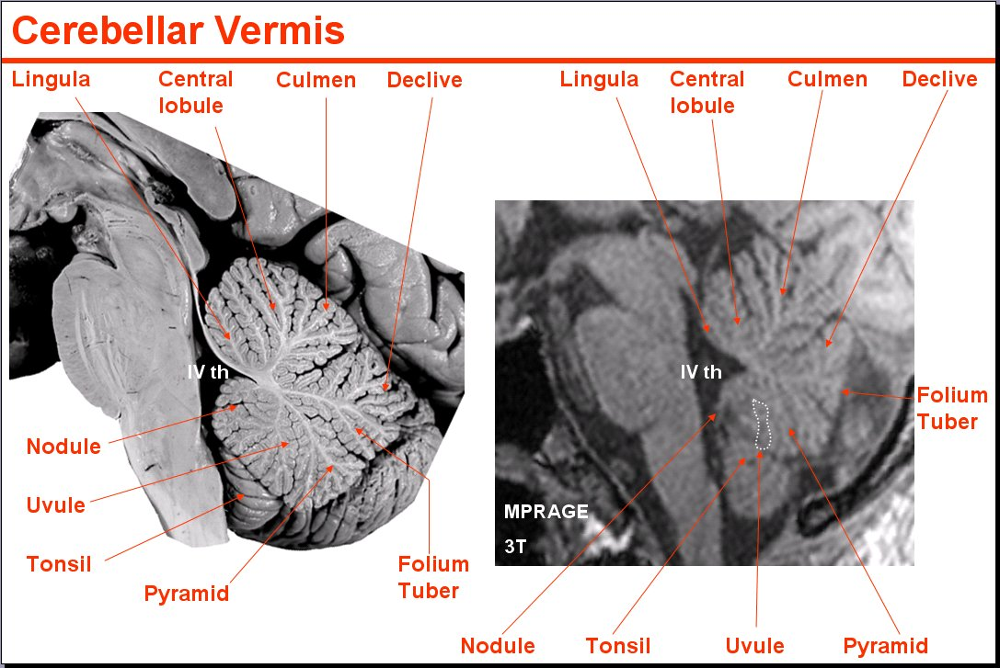 Cerebellar Vermis
Lingula
Central
lobule
Culmen
Declive
Lingula
Central
lobule
Culmen
Declive
IV th
Nodule
Uvule
Tonsil
Pyramid
Folium
Tuber
IV th
Folium
Tuber
MPRAGE
3T
Nodule
Tonsil
Uvule
Pyramid